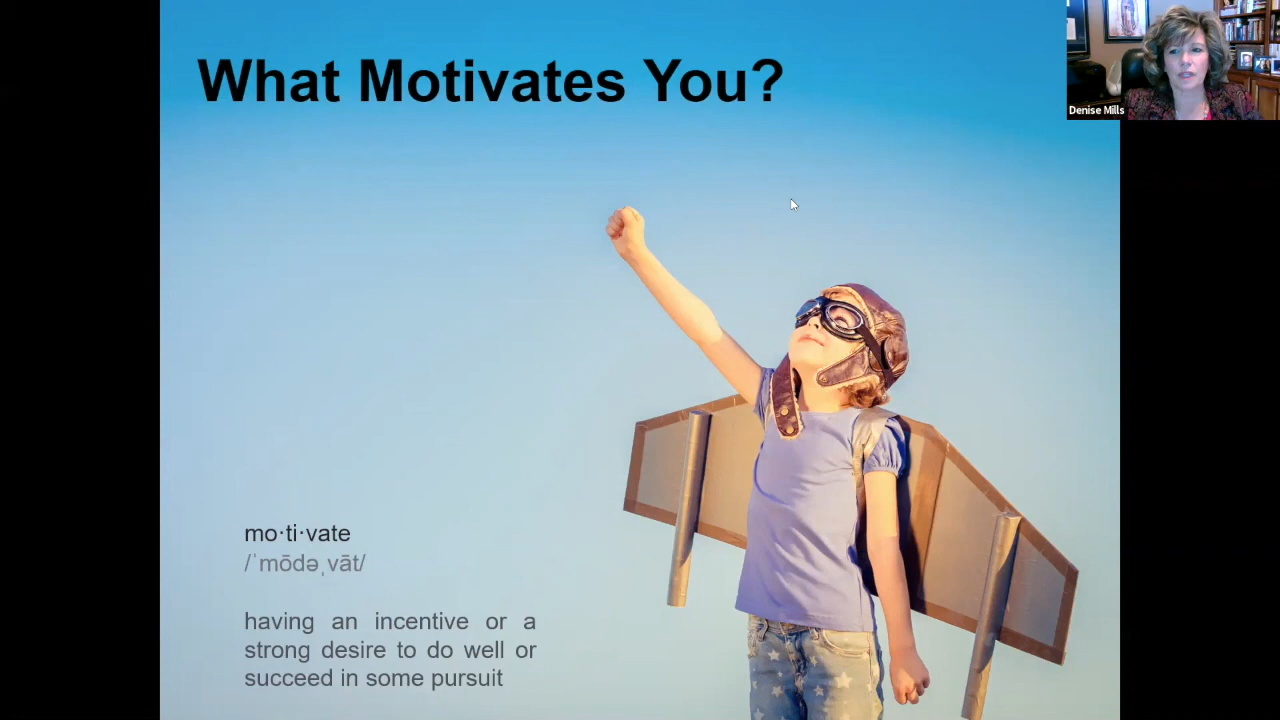 What Motivates You?
Denise Mills
mo·ti·vate
/ˈmōdəˌvāt/
having an incentive or a
strong desire to do well or
succeed in some pursuit